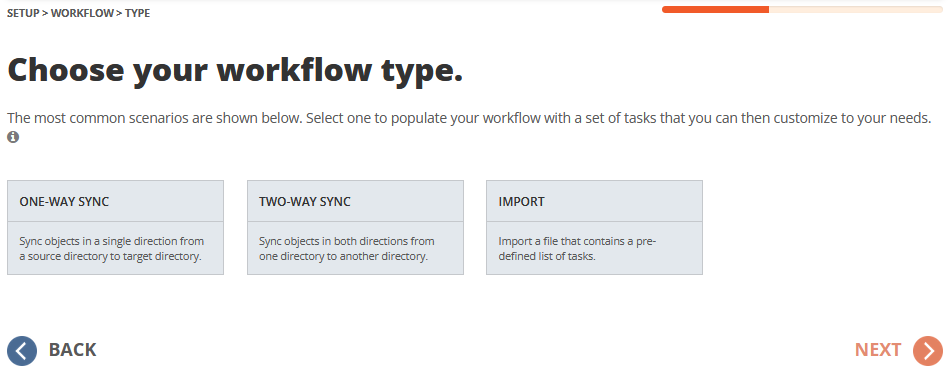 SETUP > WORKFLOW > TYPE
Choose your workflow type.
The most common scenarios are shown below. Select one to populate your workflow with a set of tasks that you can then customize to your needs.
ONE-WAY SYNC
Sync objects in a single direction from
a source directory to target directory.
TWO-WAY SYNC
Sync objects in both directions from
one directory to another directory.
IMPORT
Import a file that contains a pre-
defined list of tasks.
BACK
NEXT